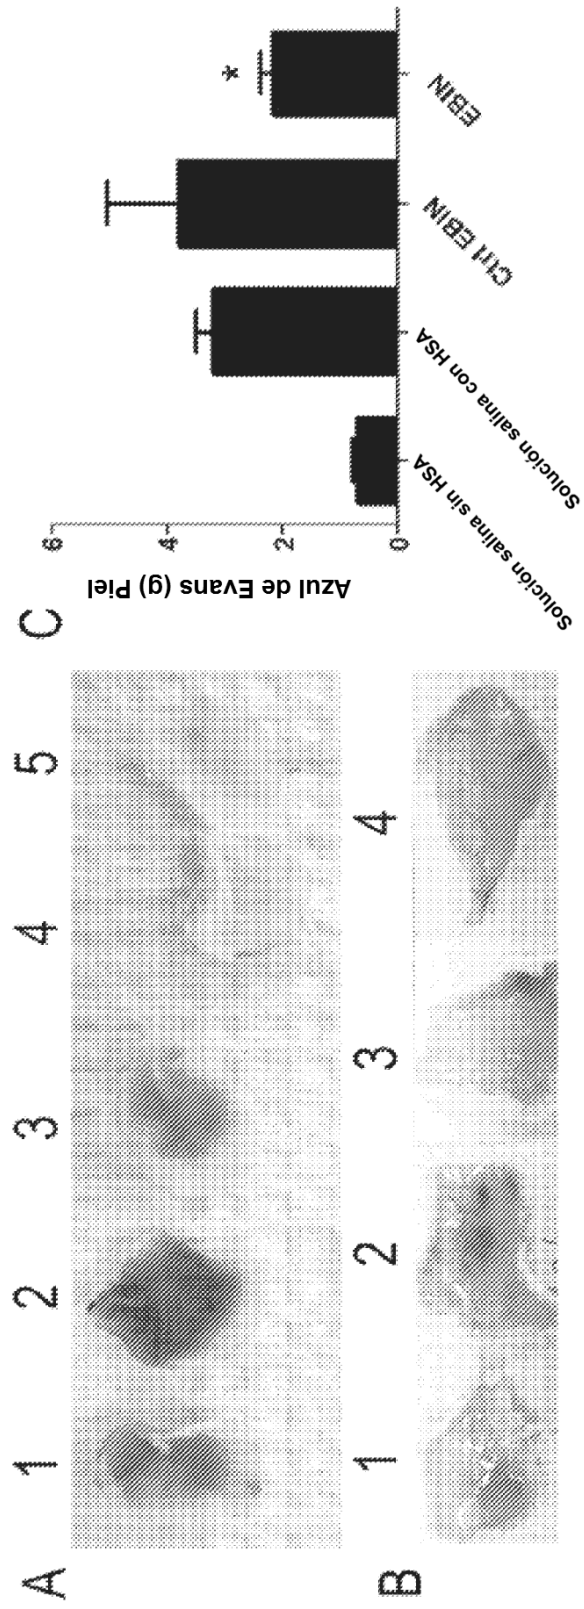 A
1 2 3 4 5
B
1 2 3 4
C
Azul de Evans (g) Piel
6
4
2
0
*
Solución salina sin HSA
Solución salina con HSA
Ctrl EBIN
EBIN